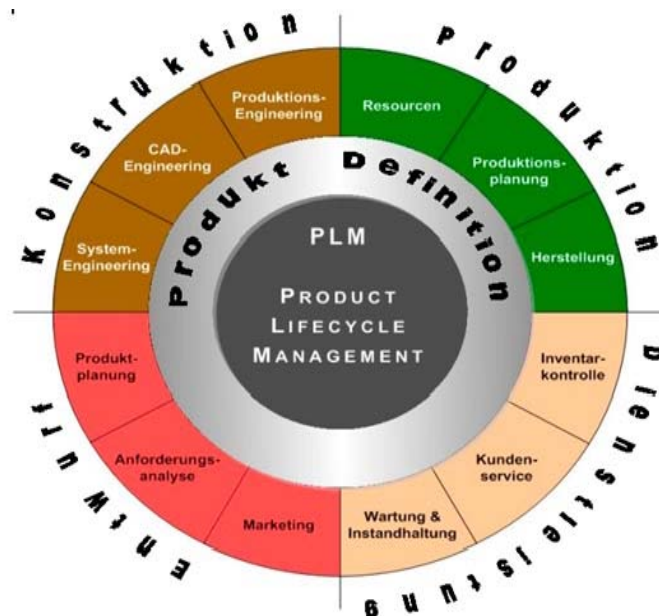 Konstruktion
Produktion
Produktions-
Engineering
Resourcen
CAD-
Engineering
Produktions-
planung
System-
Engineering
Herstellung
Produkt Definition
PLM
PRODUCT
LIFECYCLE
MANAGEMENT
Produkt-
planung
Inventar-
kontrolle
Anforderungs-
analyse
Kunden-
service
Marketing
Wartung &
Instandhaltung
Entwurf
Dienstleistung